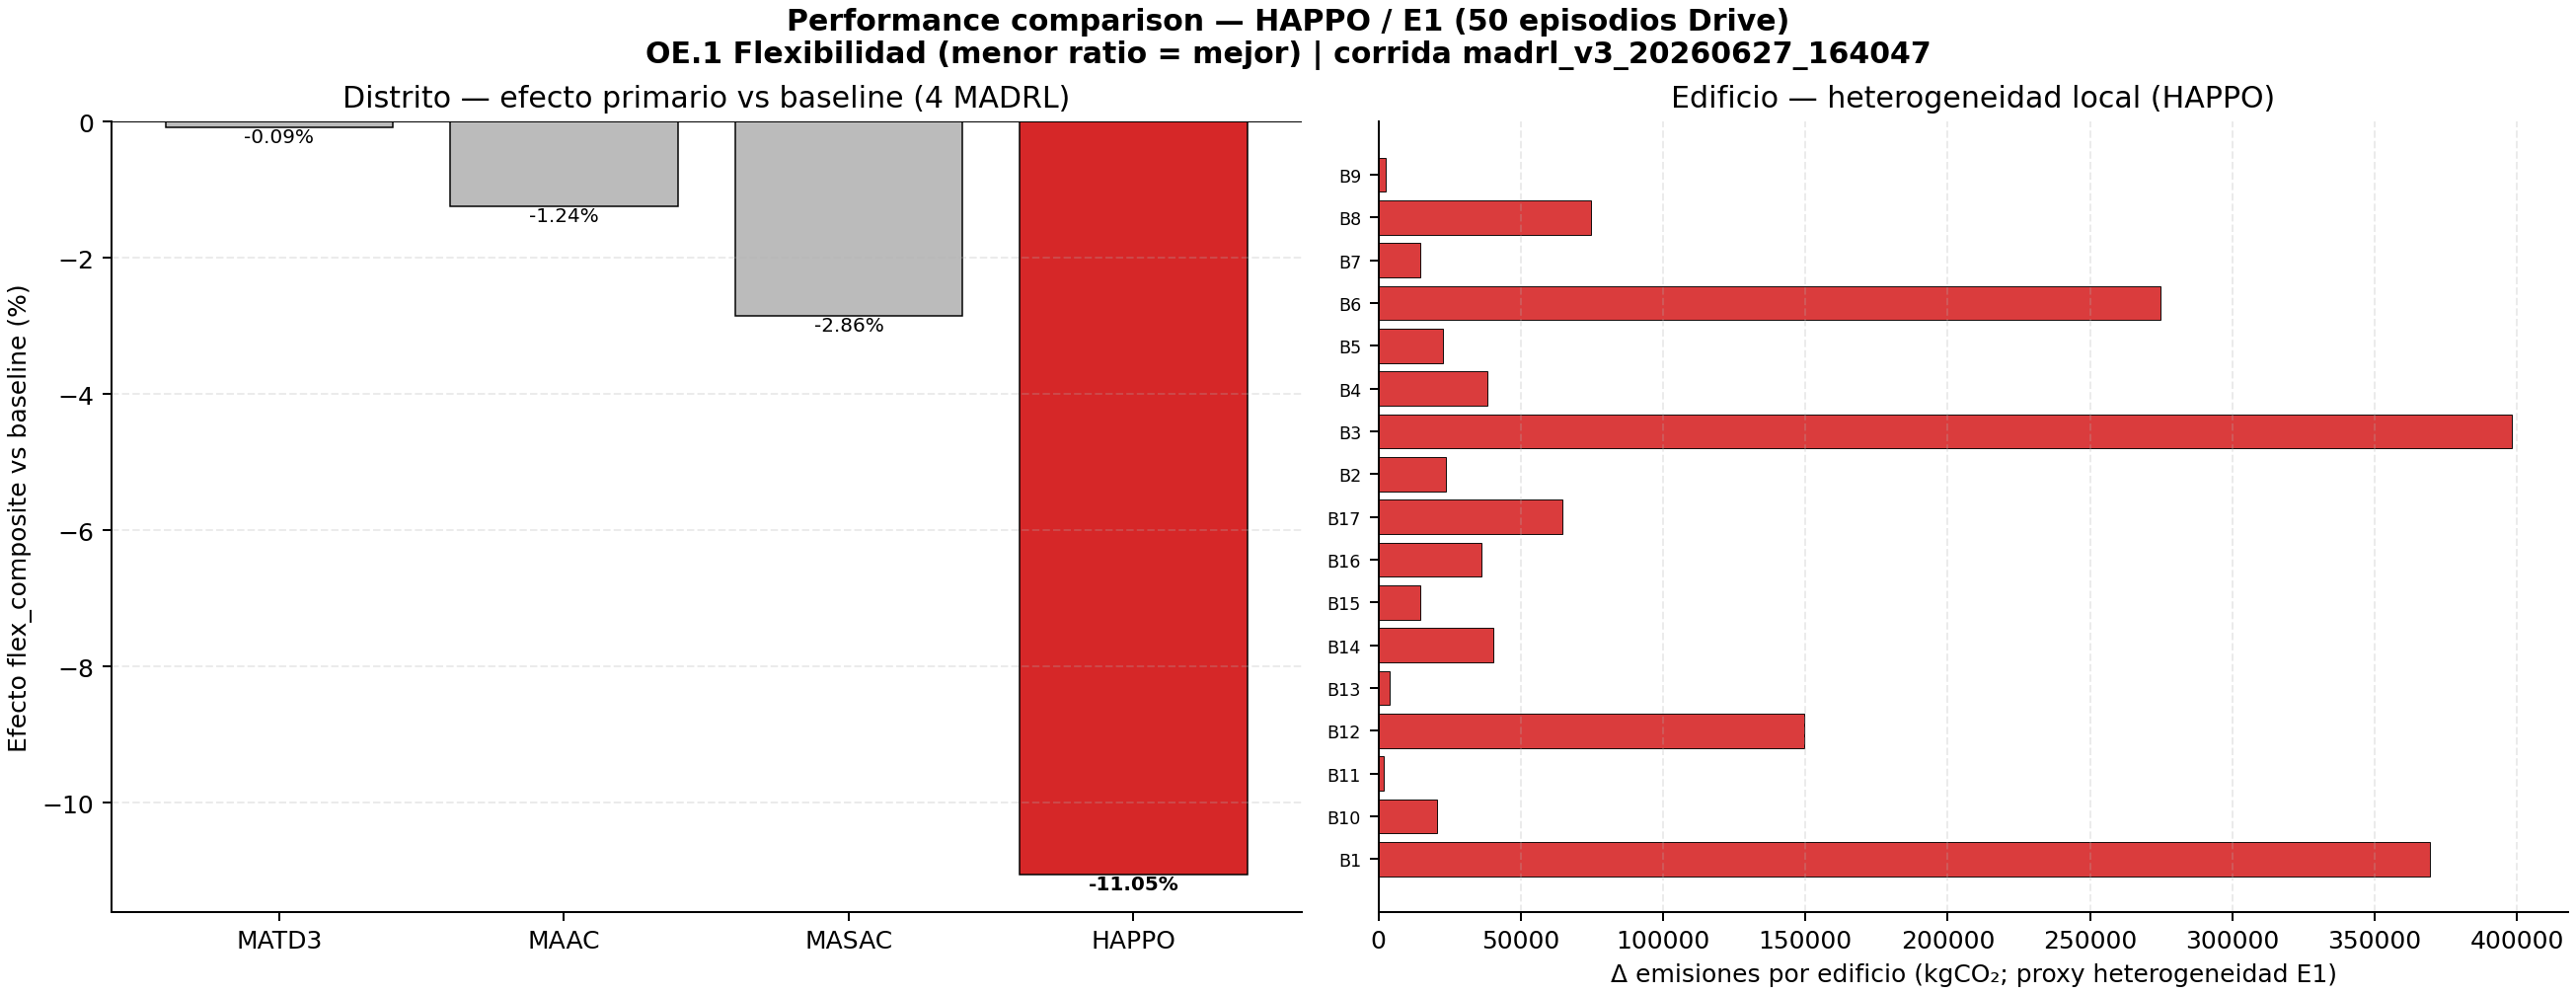 Performance comparison — HAPPO / E1 (50 episodios Drive)
OE.1 Flexibilidad (menor ratio = mejor) | corrida madrl_v3_20260627_164047
Distrito — efecto primario vs baseline (4 MADRL)
Efecto flex_composite vs baseline (%)
0
−2
−4
−6
−8
−10
-0.09%
-1.24%
-2.86%
-11.05%
MATD3
MAAC
MASAC
HAPPO
Edificio — heterogeneidad local (HAPPO)
B9
B8
B7
B6
B5
B4
B3
B2
B17
B16
B15
B14
B13
B12
B11
B10
B1
0
50000
100000
150000
200000
250000
300000
350000
400000
Δ emisiones por edificio (kgCO₂; proxy heterogeneidad E1)